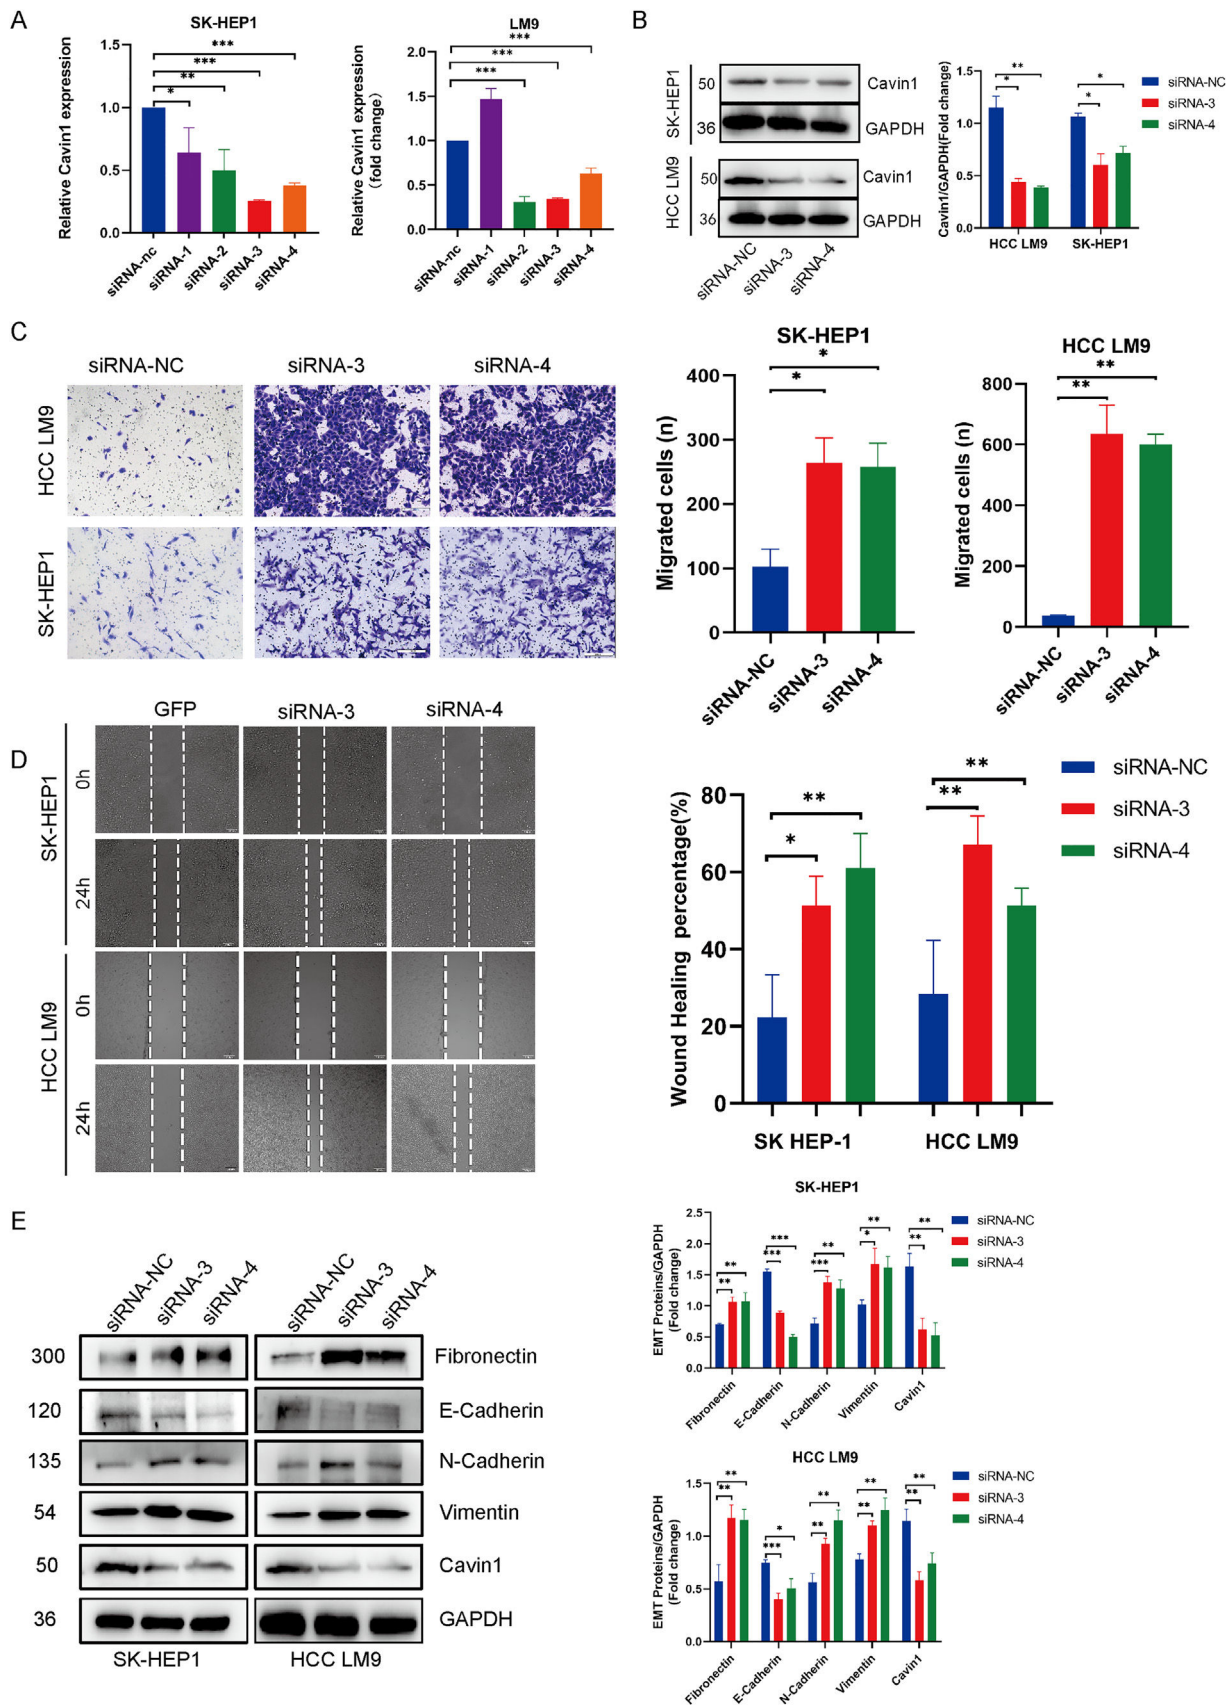 A
SK-HEP1
Relative Cavin1 expression
1.5
1.0
0.5
0.0
***
***
**
*
siRNA-nc
siRNA-1
siRNA-2
siRNA-3
siRNA-4
LM9
Relative Cavin1 expression
(fold change)
2.0
1.5
1.0
0.5
0.0
***
***
***
siRNA-nc
siRNA-1
siRNA-2
siRNA-3
siRNA-4
B
SK-HEP1
50
Cavin1
36
GAPDH
HCC LM9
50
Cavin1
36
GAPDH
siRNA-NC
siRNA-3
siRNA-4
Cavin1/GAPDH(Fold change)
1.5
1.0
0.5
0.0
**
*
*
*
HCC LM9
SK-HEP1
siRNA-NC
siRNA-3
siRNA-4
C
siRNA-NC
siRNA-3
siRNA-4
HCC LM9
SK-HEP1
SK-HEP1
Migrated cells (n)
400
300
200
100
0
*
*
siRNA-NC
siRNA-3
siRNA-4
HCC LM9
Migrated cells (n)
800
600
400
200
0
**
**
siRNA-NC
siRNA-3
siRNA-4
D
GFP
siRNA-3
siRNA-4
SK-HEP1
0h
24h
HCC LM9
0h
24h
Wound Healing percentage(%)
80
60
40
20
0
**
*
**
**
SK HEP-1
HCC LM9
siRNA-NC
siRNA-3
siRNA-4
E
siRNA-NC
siRNA-3
siRNA-4
siRNA-NC
siRNA-3
siRNA-4
300
Fibronectin
120
E-Cadherin
135
N-Cadherin
54
Vimentin
50
Cavin1
36
GAPDH
SK-HEP1
HCC LM9
SK-HEP1
EMT Proteins/GAPDH
(Fold change)
2.5
2.0
1.5
1.0
0.5
0.0
**
**
***
***
**
***
**
*
**
**
Fibronectin
E-Cadherin
N-Cadherin
Vimentin
Cavin1
siRNA-NC
siRNA-3
siRNA-4
HCC LM9
EMT Proteins/GAPDH
(Fold change)
1.5
1.0
0.5
0.0
**
**
*
***
**
**
**
**
**
**
Fibronectin
E-Cadherin
N-Cadherin
Vimentin
Cavin1
siRNA-NC
siRNA-3
siRNA-4